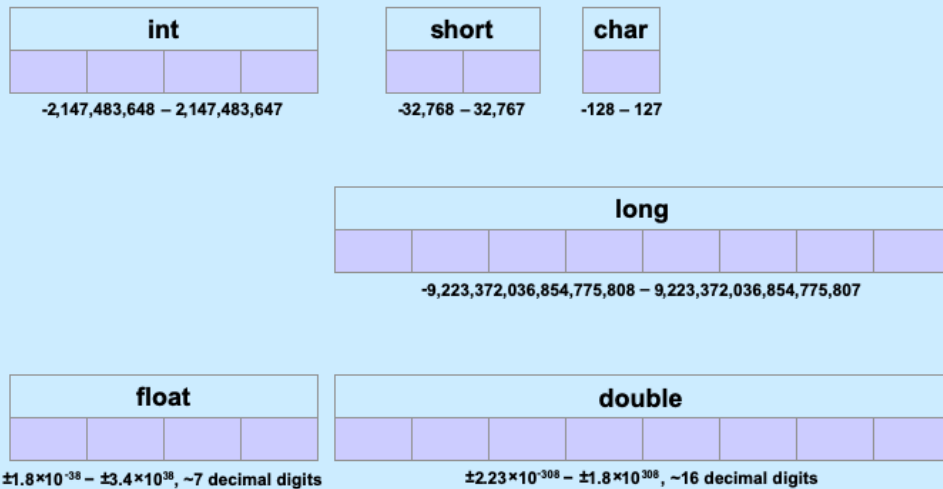 int short char
-2,147,483,648 – 2,147,483,647 -32,768 – 32,767 -128 – 127
long
-9,223,372,036,854,775,808 – 9,223,372,036,854,775,807
float double
±1.8×10⁻³⁸ – ±3.4×10³⁸, ~7 decimal digits ±2.23×10⁻³⁰⁸ – ±1.8×10³⁰⁸, ~16 decimal digits